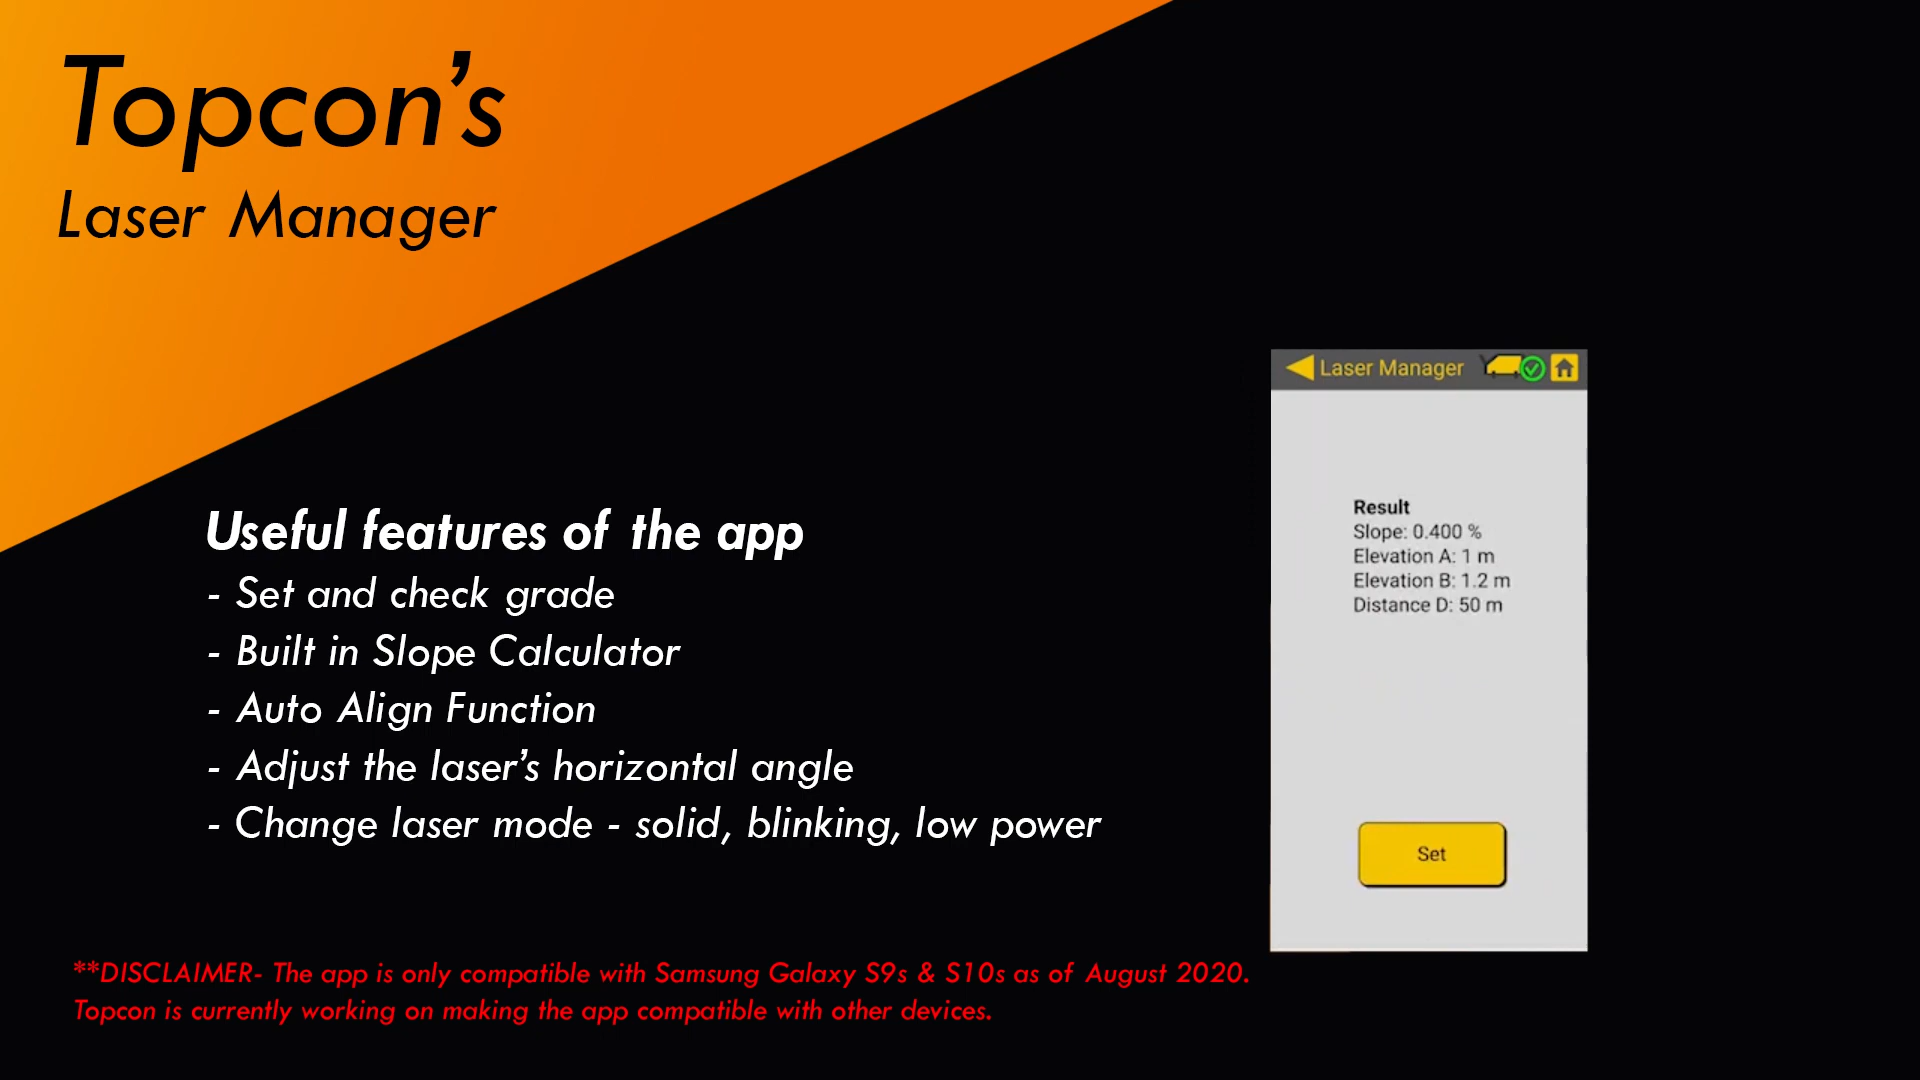 Topcon’s
Laser Manager
Useful features of the app
- Set and check grade
- Built in Slope Calculator
- Auto Align Function
- Adjust the laser’s horizontal angle
- Change laser mode - solid, blinking, low power
**DISCLAIMER- The app is only compatible with Samsung Galaxy S9s & S10s as of August 2020.
Topcon is currently working on making the app compatible with other devices.
Laser Manager
Result
Slope: 0.400 %
Elevation A: 1 m
Elevation B: 1.2 m
Distance D: 50 m
Set